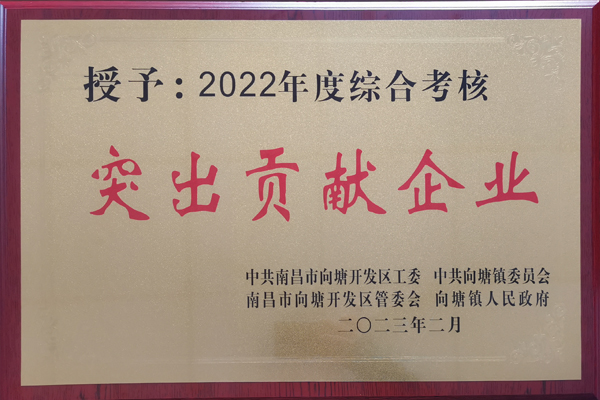 授予：2022年度综合考核
突出贡献企业
中共南昌市向塘开发区工委 中共向塘镇委员会
南昌市向塘开发区管委会 向塘镇人民政府
二〇二三年二月